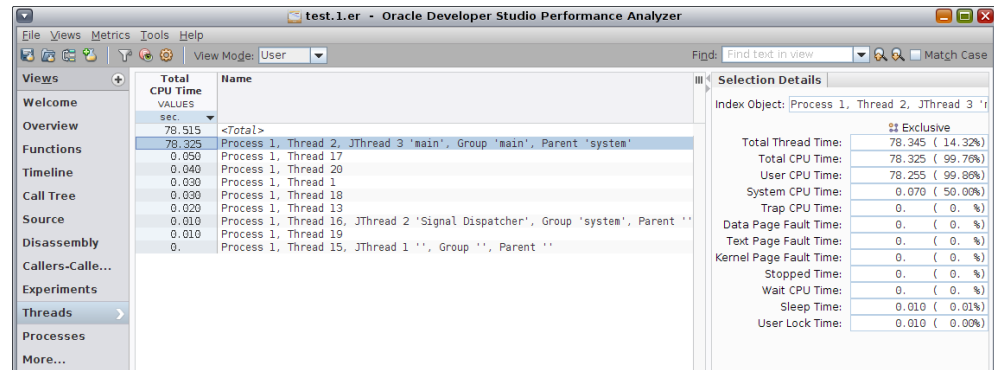 test.1.er - Oracle Developer Studio Performance Analyzer
File Views Metrics Tools Help
View Mode: User
Find: Find text in view Match Case
Views
Welcome
Overview
Functions
Timeline
Call Tree
Source
Disassembly
Callers-Calle...
Experiments
Threads
Processes
More...
Total CPU Time VALUES sec. Name
78.515 <Total>
78.325 Process 1, Thread 2, JThread 3 'main', Group 'main', Parent 'system'
0.050 Process 1, Thread 17
0.040 Process 1, Thread 20
0.030 Process 1, Thread 1
0.030 Process 1, Thread 18
0.020 Process 1, Thread 13
0.010 Process 1, Thread 16, JThread 2 'Signal Dispatcher', Group 'system', Parent ''
0.010 Process 1, Thread 19
0. Process 1, Thread 15, JThread 1 '', Group '', Parent ''
Selection Details
Index Object: Process 1, Thread 2, JThread 3 'm
Exclusive
Total Thread Time: 78.345 ( 14.32%)
Total CPU Time: 78.325 ( 99.76%)
User CPU Time: 78.255 ( 99.86%)
System CPU Time: 0.070 ( 50.00%)
Trap CPU Time: 0. ( 0. %)
Data Page Fault Time: 0. ( 0. %)
Text Page Fault Time: 0. ( 0. %)
Kernel Page Fault Time: 0. ( 0. %)
Stopped Time: 0. ( 0. %)
Wait CPU Time: 0. ( 0. %)
Sleep Time: 0.010 ( 0.01%)
User Lock Time: 0.010 ( 0.00%)